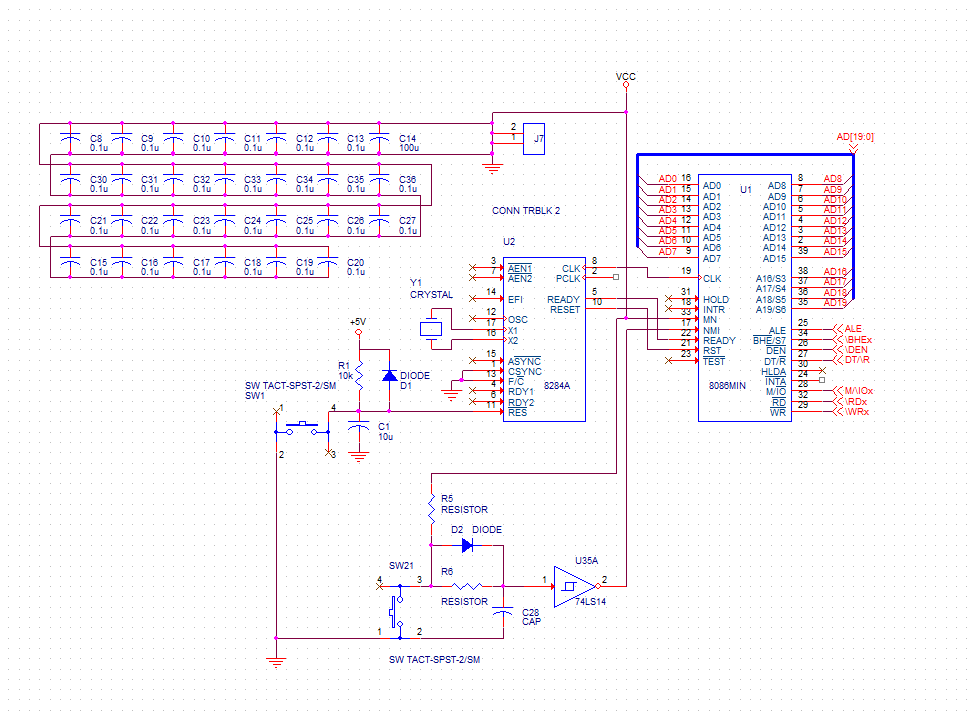 VCC
C8 C9 C10 C11 C12 C13 C14
0.1u 0.1u 0.1u 0.1u 0.1u 0.1u 100u
2
1
J7
C30 C31 C32 C33 C34 C35 C36
0.1u 0.1u 0.1u 0.1u 0.1u 0.1u 0.1u
C21 C22 C23 C24 C25 C26 C27
0.1u 0.1u 0.1u 0.1u 0.1u 0.1u 0.1u
C15 C16 C17 C18 C19 C20
0.1u 0.1u 0.1u 0.1u 0.1u 0.1u
CONN TRBLK 2
AD[19:0]
U1
AD0 16 AD0 AD8 8 AD8
AD1 15 AD1 AD9 7 AD9
AD2 14 AD2 AD10 6 AD10
AD3 13 AD3 AD11 5 AD11
AD4 12 AD4 AD12 4 AD12
AD5 11 AD5 AD13 3 AD13
AD6 10 AD6 AD14 2 AD14
AD7 9 AD7 AD15 39 AD15
19 CLK A16/S3 38 AD16
A17/S4 37 AD17
31 HOLD A18/S5 36 AD18
18 INTR A19/S6 35 AD19
33 MN
17 NMI ALE 25 ALE
22 READY BHE/S7 34 \BHEx
21 RST DEN 26 \DEN
23 TEST DT/R 27 DT/\R
HLDA 30
INTA 24
M/IO 28 M/\IOx
RD 32 \RDx
WR 29 \WRx
8086MIN
U2
3 AEN1 CLK 8
7 AEN2 PCLK 2
14 EFI READY 5
RESET 10
12 OSC
17 X1
16 X2
15 ASYNC
1 CSYNC
13 F/C
4 RDY1
6 RDY2
11 RES
8284A
Y1
CRYSTAL
+5V
R1
10k
DIODE
D1
SW TACT-SPST-2/SM
SW1
1 4
2 3
C1
10u
R5
RESISTOR
D2 DIODE
SW21
4 3
R6
RESISTOR
1 2
SW TACT-SPST-2/SM
C28
CAP
U35A
1 2
74LS14